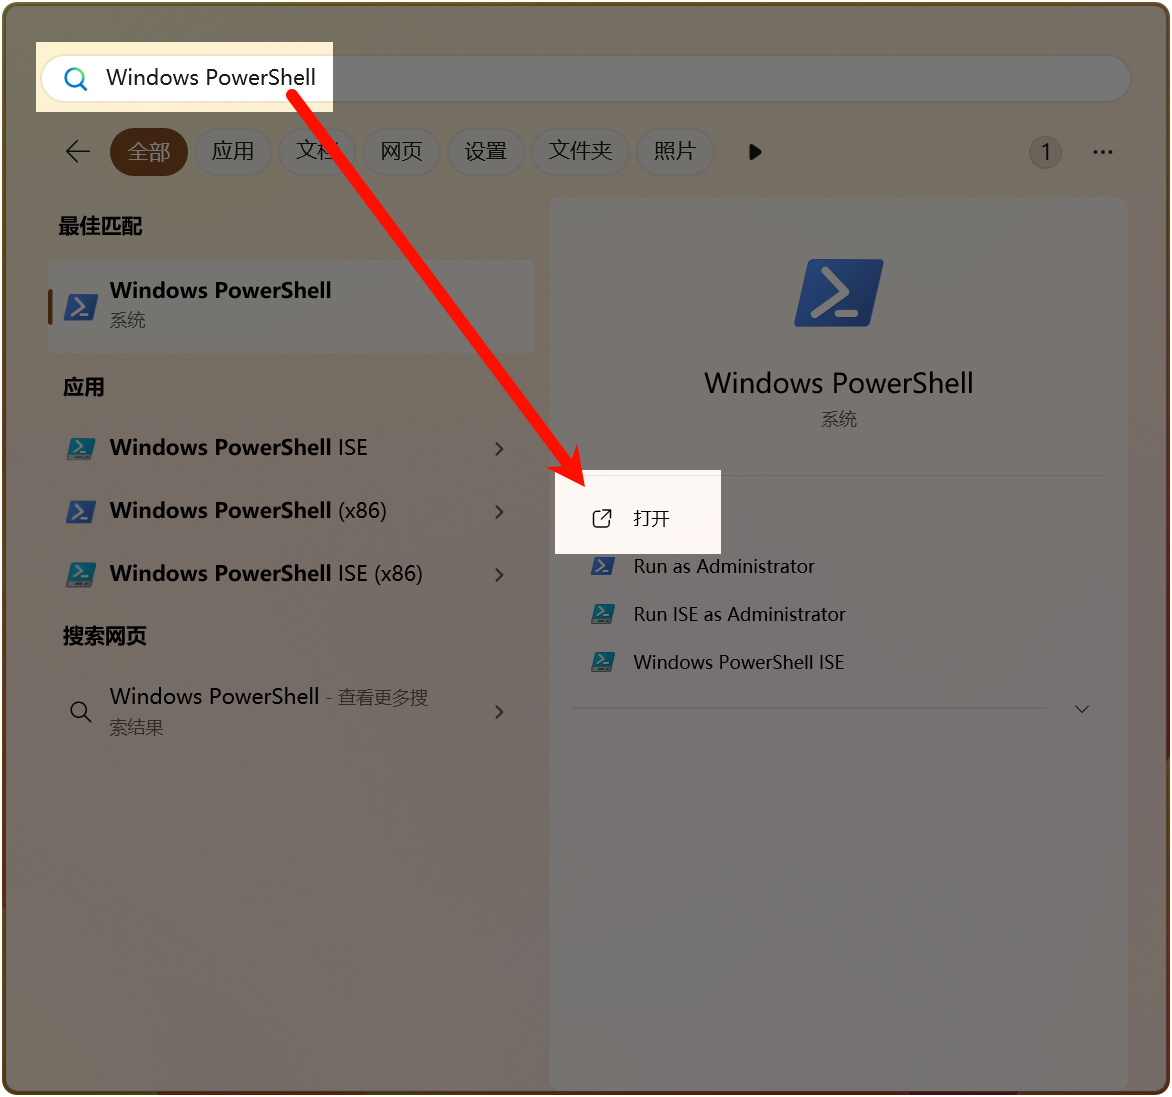 Windows PowerShell
全部 应用 文档 网页 设置 文件夹 照片 1
最佳匹配
Windows PowerShell
系统
应用
Windows PowerShell ISE
Windows PowerShell (x86)
Windows PowerShell ISE (x86)
搜索网页
Windows PowerShell - 查看更多搜
索结果
Windows PowerShell
系统
打开
Run as Administrator
Run ISE as Administrator
Windows PowerShell ISE